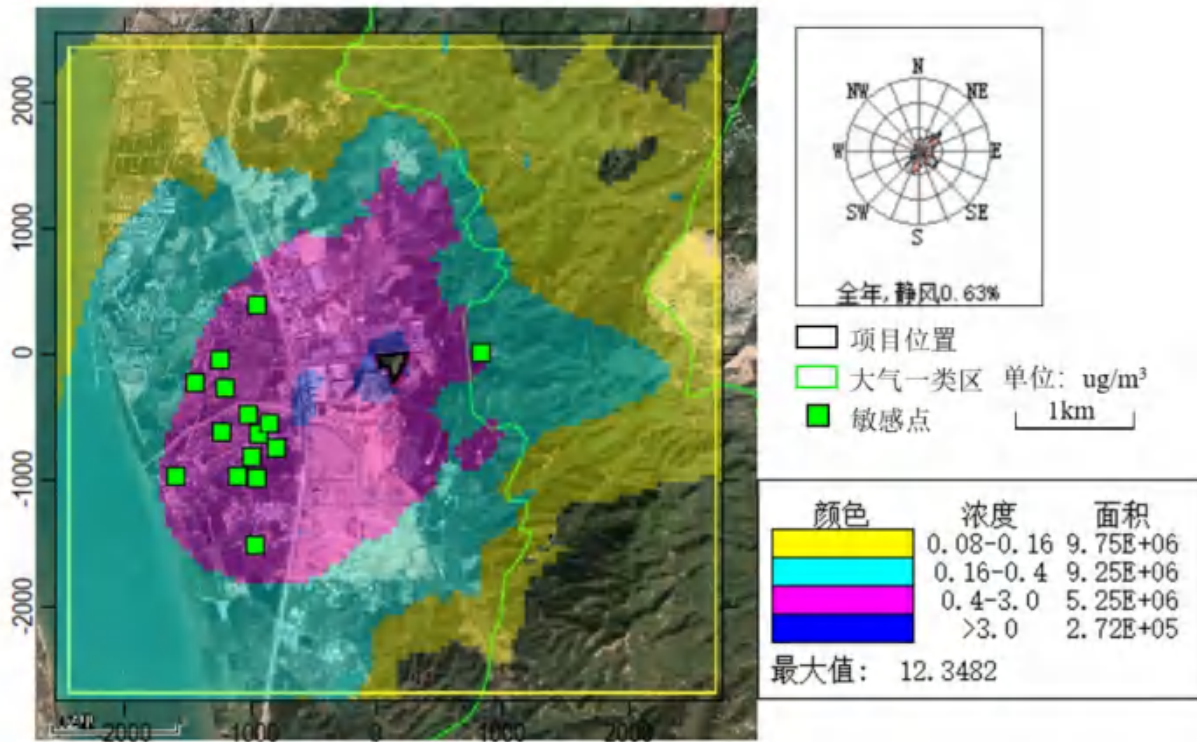 2000
1000
0
-1000
-2000
-2000
-1000
0
1000
2000
N
NW
NE
W
E
SW
SE
S
全年,静风0.63%
项目位置
大气一类区 单位: ug/m³
敏感点
1km
颜色 浓度 面积
0.08-0.16 9.75E+06
0.16-0.4 9.25E+06
0.4-3.0 5.25E+06
>3.0 2.72E+05
最大值: 12.3482